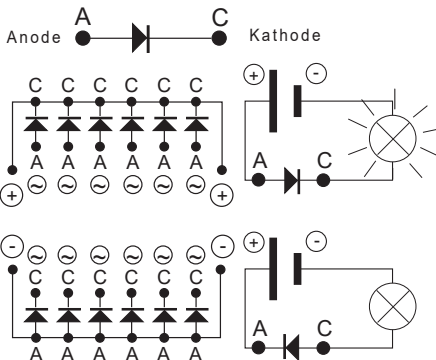 A C
Anode Kathode
C C C C C C
A A A A A A
~ ~ ~ ~ ~ ~
+ +
+ -
A C
- -
~ ~ ~ ~ ~ ~
C C C C C C
A A A A A A
+ -
A C